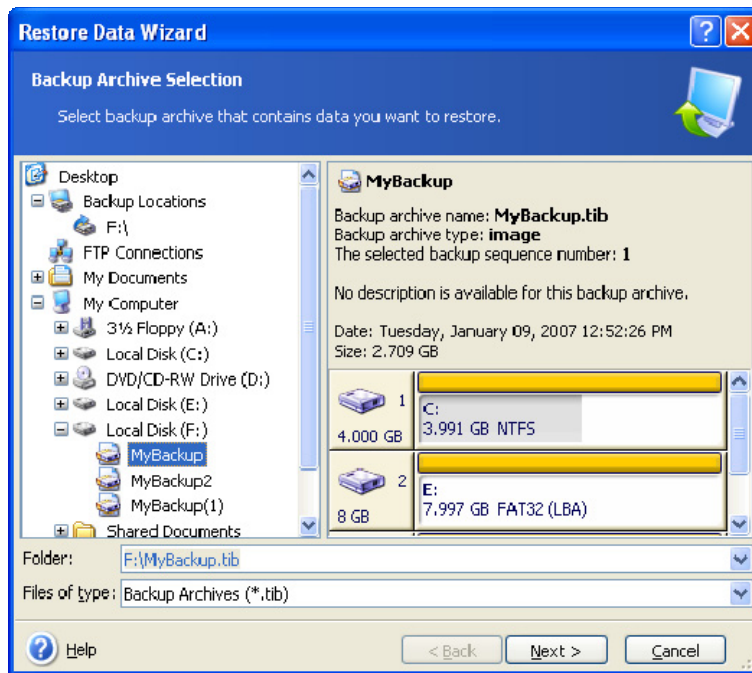 Restore Data Wizard
Backup Archive Selection
Select backup archive that contains data you want to restore.
Desktop
Backup Locations
F:\
FTP Connections
My Documents
My Computer
3½ Floppy (A:)
Local Disk (C:)
DVD/CD-RW Drive (D:)
Local Disk (E:)
Local Disk (F:)
MyBackup
MyBackup2
MyBackup(1)
Shared Documents
MyBackup
Backup archive name: MyBackup.tib
Backup archive type: image
The selected backup sequence number: 1
No description is available for this backup archive.
Date: Tuesday, January 09, 2007 12:52:26 PM
Size: 2.709 GB
1
4.000 GB
C:
3.991 GB NTFS
2
8 GB
E:
7.997 GB FAT32 (LBA)
Folder: F:\MyBackup.tib
Files of type: Backup Archives (*.tib)
Help
< Back
Next >
Cancel